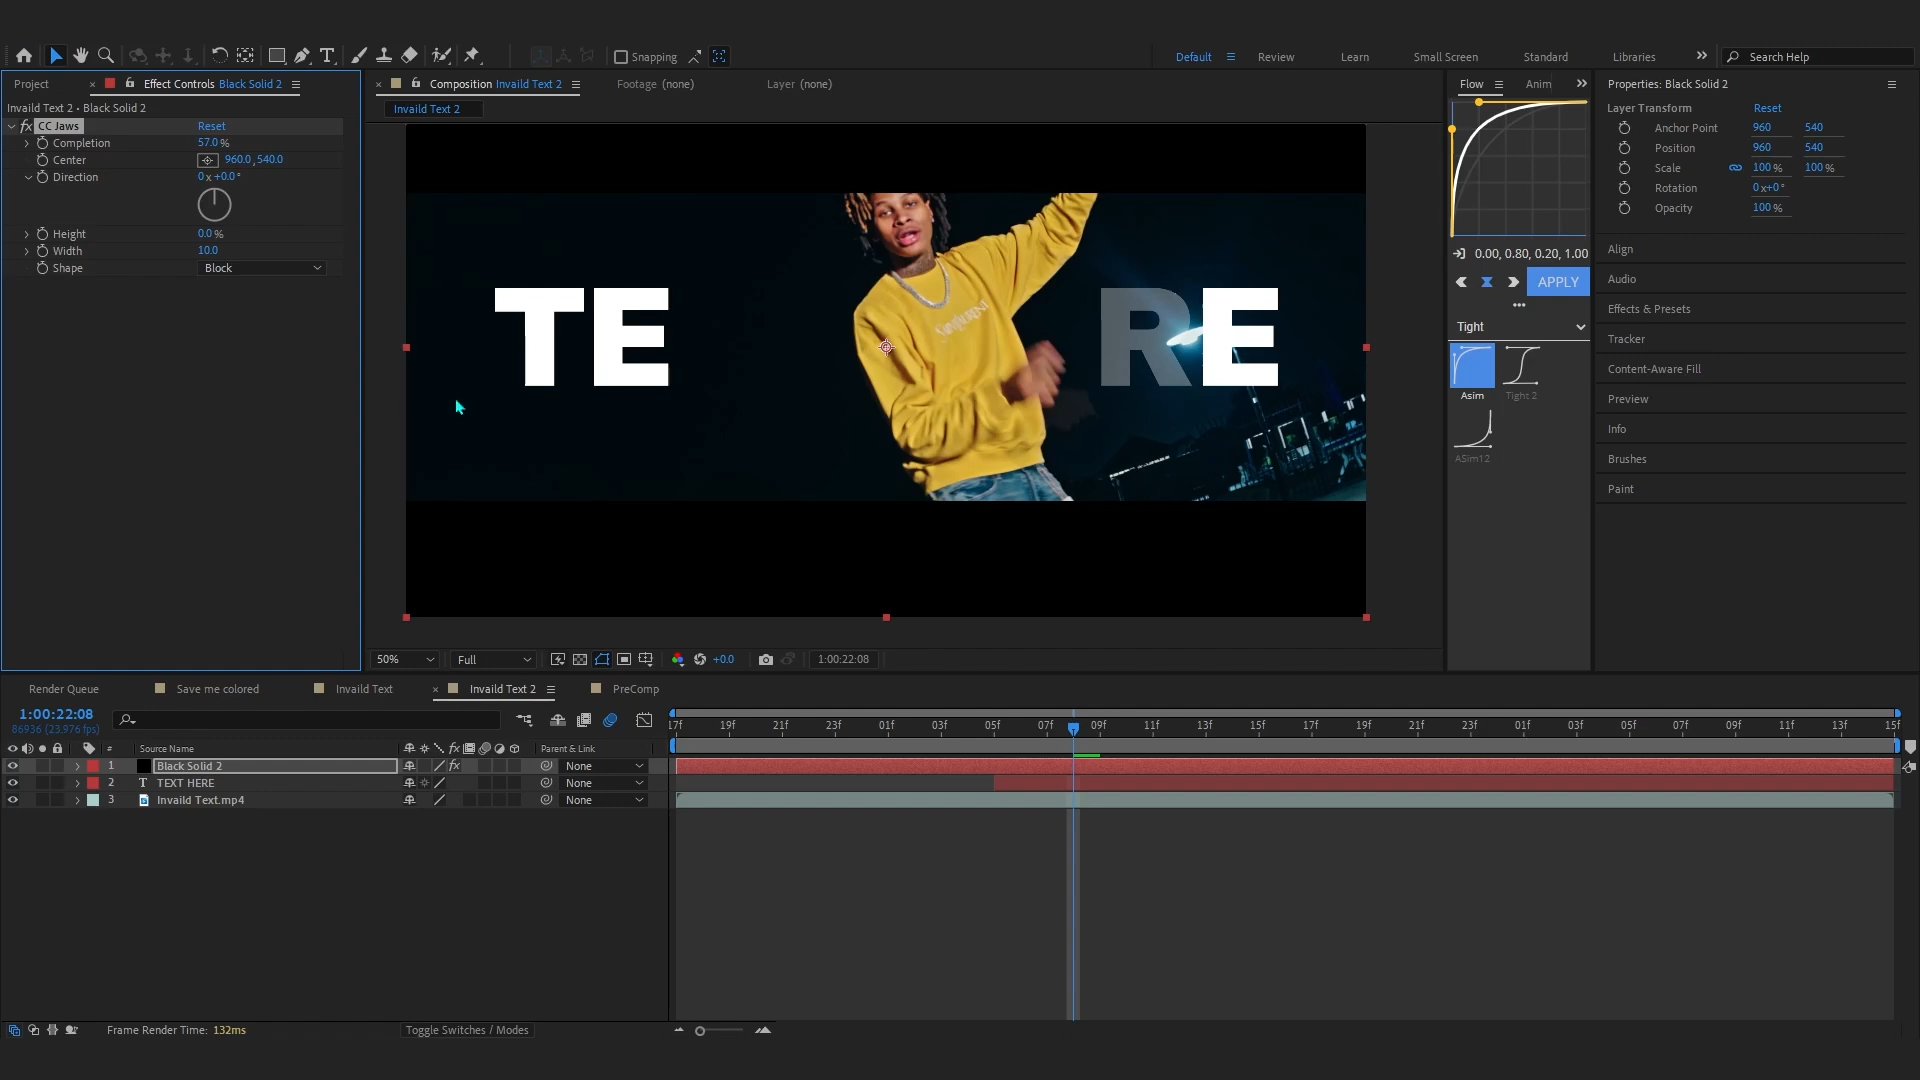 Snapping
Default
Review
Learn
Small Screen
Standard
Libraries
Search Help
Project
Effect Controls Black Solid 2
Composition Invaild Text 2
Footage (none)
Layer (none)
Flow
Anim
Properties: Black Solid 2
Invaild Text 2 • Black Solid 2
Invaild Text 2
fx CC Jaws Reset
Completion 57.0 %
Center 960.0, 540.0
Direction 0 x +0.0 °
Height 0.0 %
Width 10.0
Shape Block
TE RE
0.00, 0.80, 0.20, 1.00
APPLY
Tight
Asim
Tight 2
ASim12
Layer Transform Reset
Anchor Point 960 540
Position 960 540
Scale 100 % 100 %
Rotation 0 x+0 °
Opacity 100 %
Align
Audio
Effects & Presets
Tracker
Content-Aware Fill
Preview
Info
Brushes
Paint
50% Full +0.0 1:00:22:08
Render Queue
Save me colored
Invaild Text
Invaild Text 2
PreComp
1:00:22:08
86936 (23.976 fps)
17f 19f 21f 23f 01f 03f 05f 07f 09f 11f 13f 15f 17f 19f 21f 23f 01f 03f 05f 07f 09f 11f 13f 15f
# Source Name fx Parent & Link
1 Black Solid 2 fx None
2 T TEXT HERE None
3 Invaild Text.mp4 None
Frame Render Time: 132ms
Toggle Switches / Modes